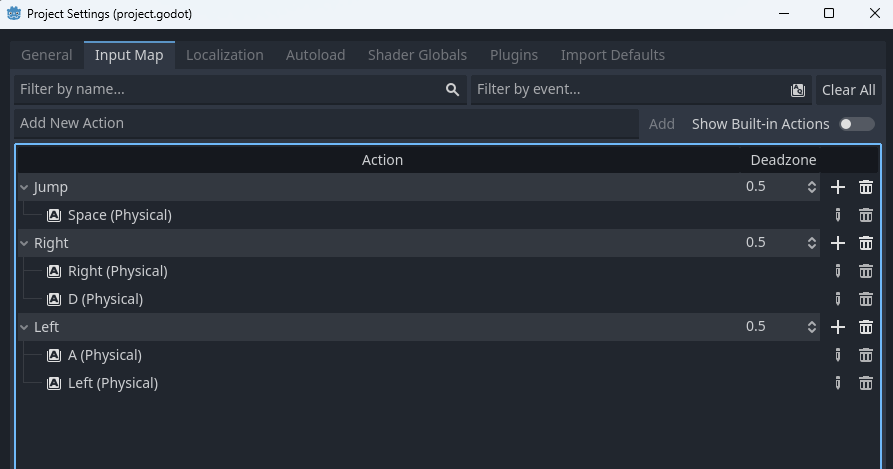 Project Settings (project.godot)
General Input Map Localization Autoload Shader Globals Plugins Import Defaults
Filter by name... Filter by event... Clear All
Add New Action Add Show Built-in Actions
Action Deadzone
Jump 0.5
Space (Physical)
Right 0.5
Right (Physical)
D (Physical)
Left 0.5
A (Physical)
Left (Physical)